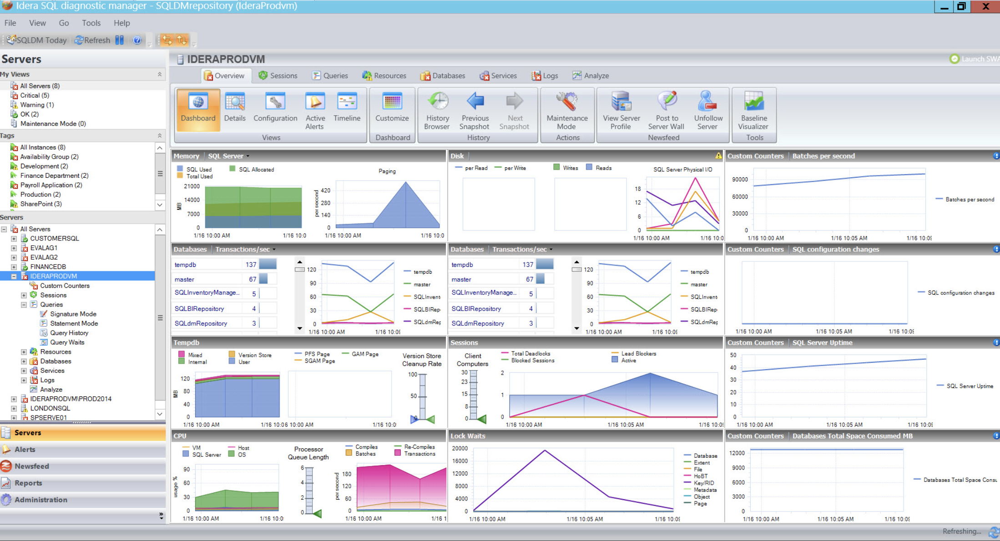 Idera SQL diagnostic manager - SQLDMrepository (IderaProdvm)
File View Go Tools Help
SQLDM Today Refresh
Servers
My Views
All Servers (8)
Critical (5)
Warning (1)
OK (2)
Maintenance Mode (0)
Tags
All Instances (8)
Availability Group (2)
Development (2)
Finance Department (2)
Payroll Application (2)
Production (2)
SharePoint (3)
Servers
All Servers
CUSTOMERSQL
EVALAG1
EVALAG2
FINANCEDB
IDERAPRODVM
Custom Counters
Sessions
Queries
Signature Mode
Statement Mode
Query History
Query Waits
Resources
Databases
Services
Logs
Analyze
IDERAPRODVM\PROD2014
LONDONSQL
SPSERVE01
Servers
Alerts
Newsfeed
Reports
Administration
IDERAPRODVM
Launch SWA
Overview Sessions Queries Resources Databases Services Logs Analyze
Dashboard Details Configuration Active Alerts Timeline
Views
Customize
Dashboard
History Browser Previous Snapshot Next Snapshot
History
Maintenance Mode
Actions
View Server Profile Post to Server Wall Unfollow Server
Newsfeed
Baseline Visualizer
Tools
Memory SQL Server
SQL Used SQL Allocated
Total Used
Paging
21000
14000
7000
0
MB
1/16 10:00 AM 1/16 10:0
420
280
140
0
per second
1/16 10:00 AM 1/16 10:0
Disk
per Read per Write
Writes Reads
SQL Server Physical I/O
18
12
6
0
1/16 10:00 AM 1/16 10:0
Custom Counters Batches per second
90000
60000
30000
0
1/16 10:00 AM 1/16 10:05 AM 1/16 10:09
Batches per second
Databases Transactions/sec
tempdb 137
master 67
SQLInventoryManage... 5
SQLBIRepository 4
SQLdmRepository 3
120
90
60
30
0
1/16 10:00 AM 1/16 10:09
tempdb
master
SQLInvent
SQLBIRep
SQLdmRep
Databases Transactions/sec
tempdb 137
master 67
SQLInventoryManage... 5
SQLBIRepository 4
SQLdmRepository 3
120
90
60
30
0
1/16 10:00 AM 1/16 10:09
tempdb
master
SQLInvent
SQLBIRep
SQLdmRep
Custom Counters SQL configuration changes
1/16 10:00 AM 1/16 10:05 AM 1/16 10:09
SQL configuration changes
Tempdb
Mixed Version Store
Internal User
PFS Page GAM Page
SGAM Page
Version Store
Cleanup Rate
120
80
40
0
MB
1/16 10:00 AM 1/16 10:0 6 10:00 AM 1/16 10:0
100
50
0
Sessions
Client
Computers
30
23
15
8
0
Total Deadlocks Lead Blockers
Blocked Sessions Active
2
1
0
1/16 10:00 AM 1/16 10:05 AM 1/16 10:09
Custom Counters SQL Server Uptime
50
40
30
20
10
0
1/16 10:00 AM 1/16 10:05 AM 1/16 10:09
SQL Server Uptime
CPU
VM Host
SQL Server OS
90
60
30
0
usage %
1/16 10:00 AM 1/16 10:0
Processor
Queue Length
6
4
2
0
Compiles Re-Compiles
Batches Transactions
180
120
60
0
per second
1/16 10:00 AM 1/16 1
Lock Waits
20000
16000
12000
8000
4000
0
1/16 10:00 AM 1/16 10:05 AM 1/16 10:09
Database
Extent
File
HoBT
Key/RID
Metadata
Object
Page
Custom Counters Databases Total Space Consumed MB
12000
9000
6000
3000
0
1/16 10:00 AM 1/16 10:05 AM 1/16 10:09
Databases Total Space Consu
Refreshing...